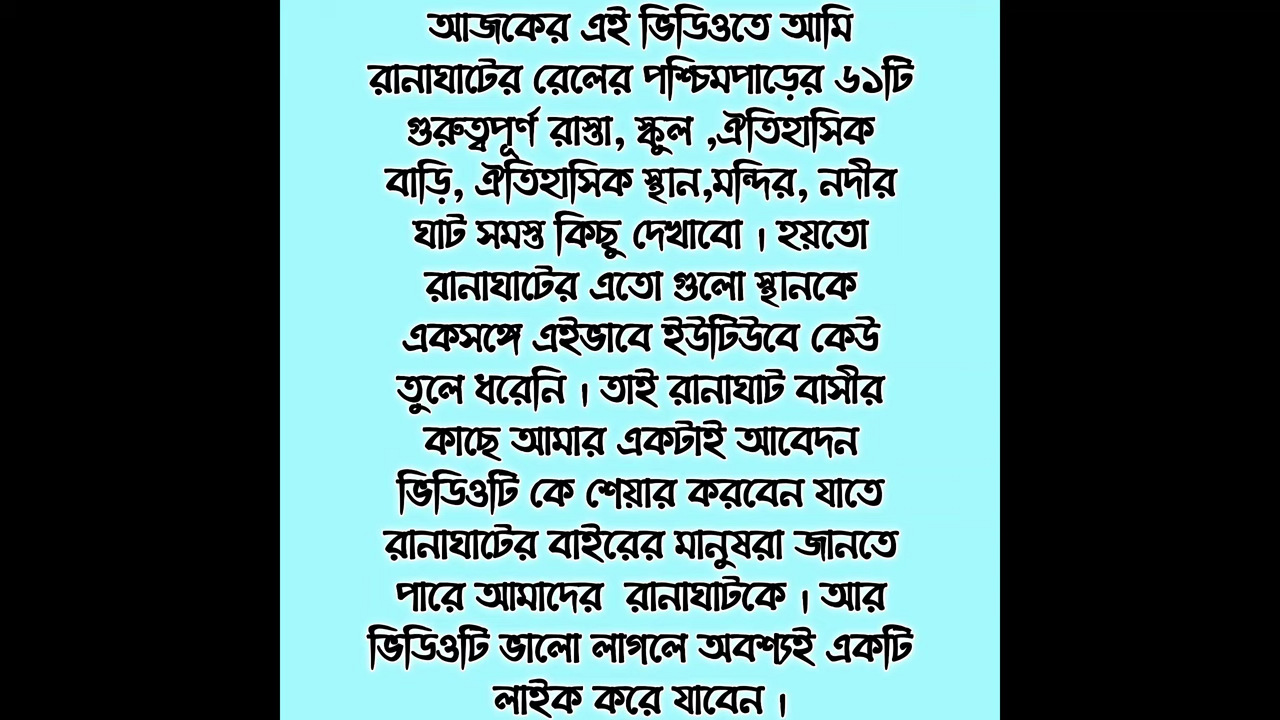 আজকের এই ভিডিওতে আমি
রানাঘাটের রেলের পশ্চিমপাড়ের ৬১টি
গুরুত্বপূর্ণ রাস্তা, স্কুল ,ঐতিহাসিক
বাড়ি, ঐতিহাসিক স্থান,মন্দির, নদীর
ঘাট সমস্ত কিছু দেখাবো । হয়তো
রানাঘাটের এতো গুলো স্থানকে
একসঙ্গে এইভাবে ইউটিউবে কেউ
তুলে ধরেনি । তাই রানাঘাট বাসীর
কাছে আমার একটাই আবেদন
ভিডিওটি কে শেয়ার করবেন যাতে
রানাঘাটের বাইরের মানুষরা জানতে
পারে আমাদের  রানাঘাটকে । আর
ভিডিওটি ভালো লাগলে অবশ্যই একটি
লাইক করে যাবেন ।